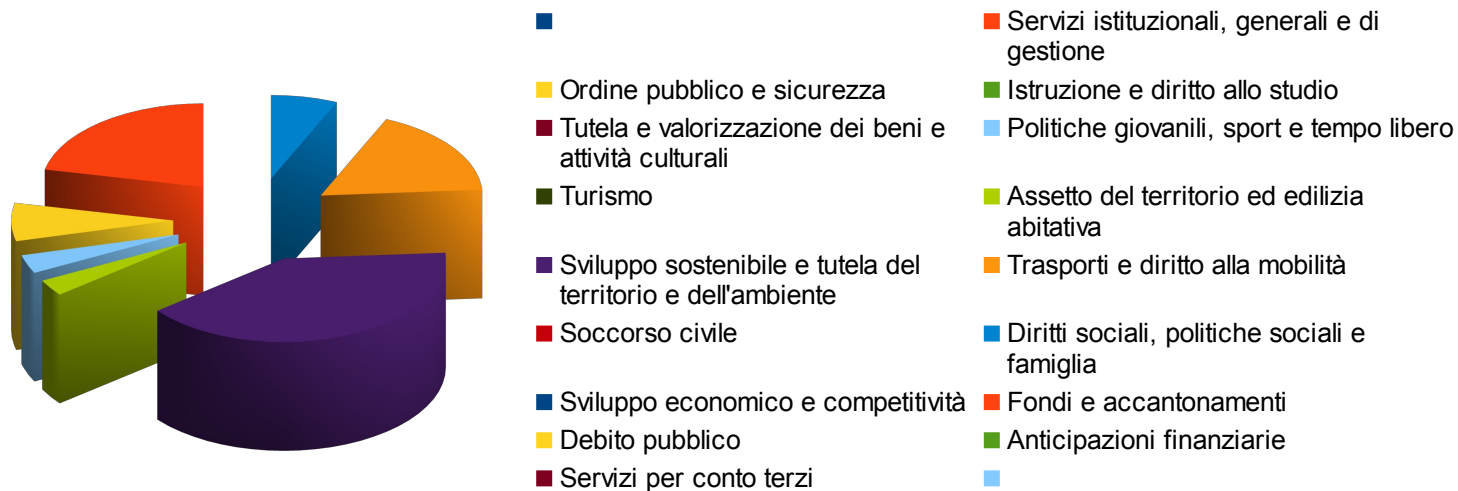 Servizi istituzionali, generali e di
gestione
Ordine pubblico e sicurezza
Istruzione e diritto allo studio
Tutela e valorizzazione dei beni e
attività culturali
Politiche giovanili, sport e tempo libero
Turismo
Assetto del territorio ed edilizia
abitativa
Sviluppo sostenibile e tutela del
territorio e dell'ambiente
Trasporti e diritto alla mobilità
Soccorso civile
Diritti sociali, politiche sociali e
famiglia
Sviluppo economico e competitività
Fondi e accantonamenti
Debito pubblico
Anticipazioni finanziarie
Servizi per conto terzi